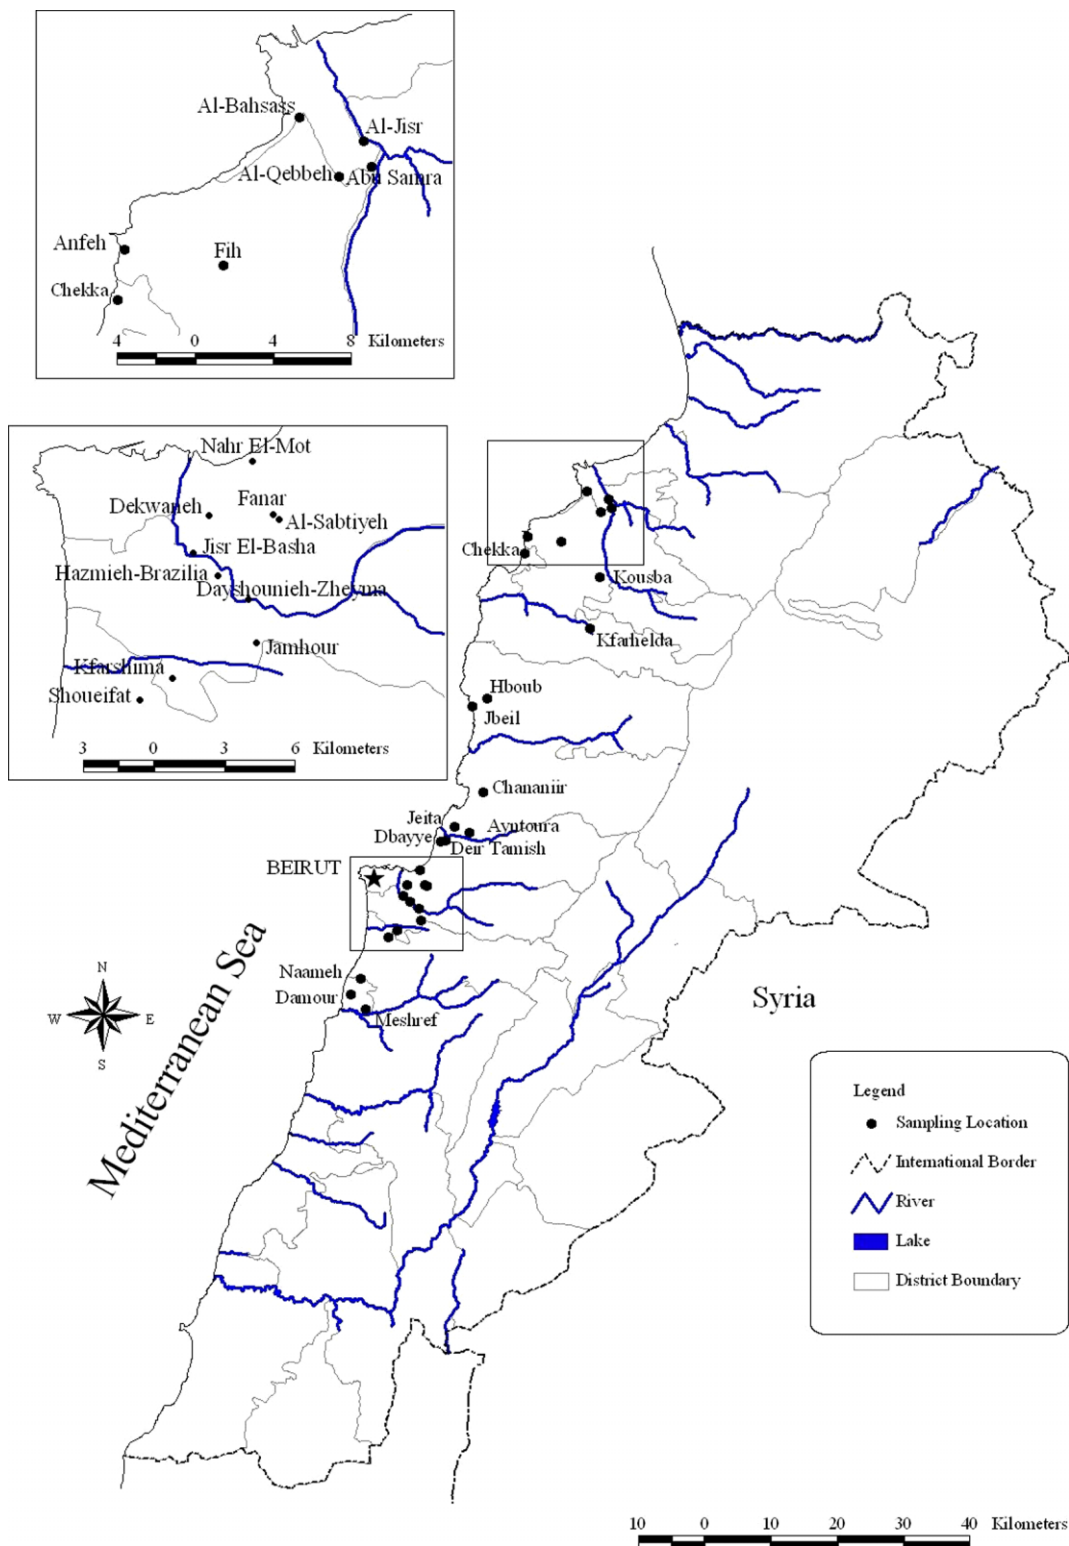 Al-Bahsass
Al-Jisr
Al-Qebbeh
Abu Samra
Anfeh
Fih
Chekka
4 0 4 8 Kilometers
Nahr El-Mot
Dekwaneh
Fanar
Al-Sabtiyeh
Jisr El-Basha
Hazmieh-Brazilia
Dayshounieh-Zheyma
Jamhour
Kfarshima
Shoueifat
3 0 3 6 Kilometers
Chekka
Kousba
Kfarhelda
Hboub
Jbeil
Chananiir
Jeita
Ayntoura
Dbayye
Deir Tamish
BEIRUT
Naameh
Damour
Meshref
Mediterranean Sea
N
W E
S
Syria
Legend
Sampling Location
International Border
River
Lake
District Boundary
10 0 10 20 30 40 Kilometers